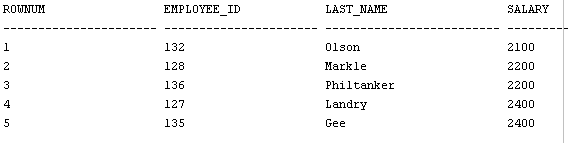 ROWNUM EMPLOYEE_ID LAST_NAME SALARY
---------------------- ---------------------- ------------------------- ----------
1 132 Olson 2100
2 128 Markle 2200
3 136 Philtanker 2200
4 127 Landry 2400
5 135 Gee 2400